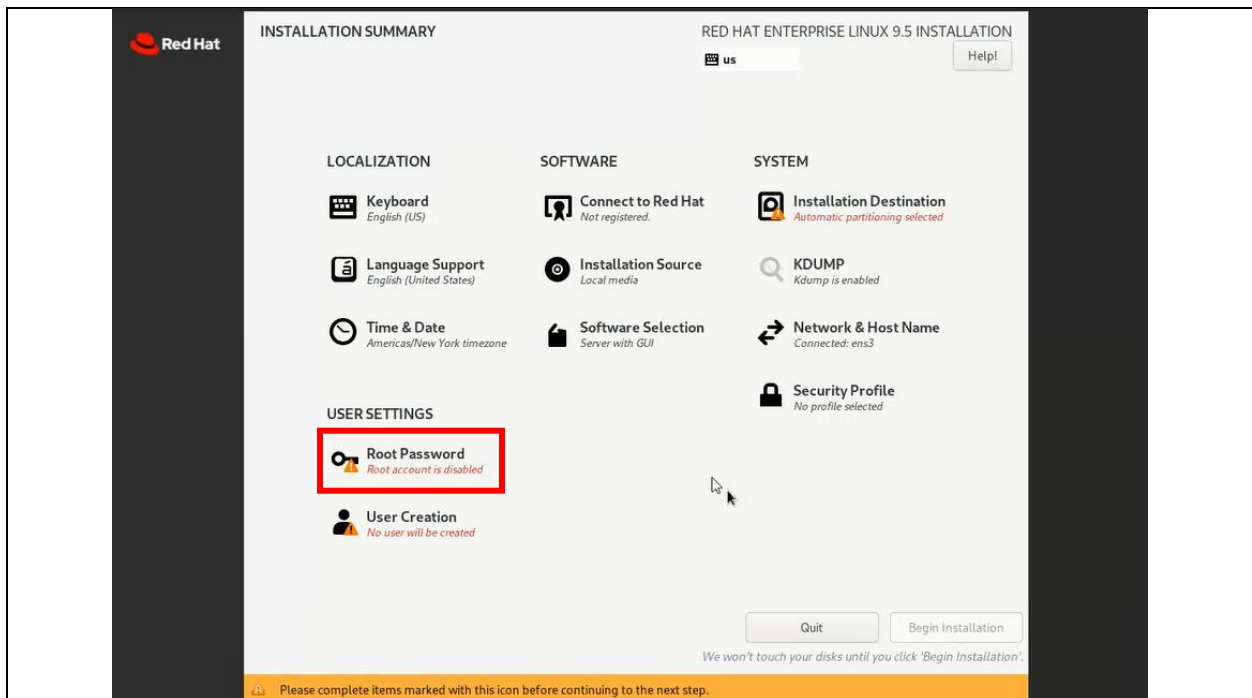 Red Hat
INSTALLATION SUMMARY
RED HAT ENTERPRISE LINUX 9.5 INSTALLATION
us
Help!
LOCALIZATION
Keyboard
English (US)
Language Support
English (United States)
Time & Date
Americas/New York timezone
SOFTWARE
Connect to Red Hat
Not registered.
Installation Source
Local media
Software Selection
Server with GUI
SYSTEM
Installation Destination
Automatic partitioning selected
KDUMP
Kdump is enabled
Network & Host Name
Connected: ens3
Security Profile
No profile selected
USER SETTINGS
Root Password
Root account is disabled
User Creation
No user will be created
Quit
Begin Installation
We won't touch your disks until you click 'Begin Installation'.
Please complete items marked with this icon before continuing to the next step.